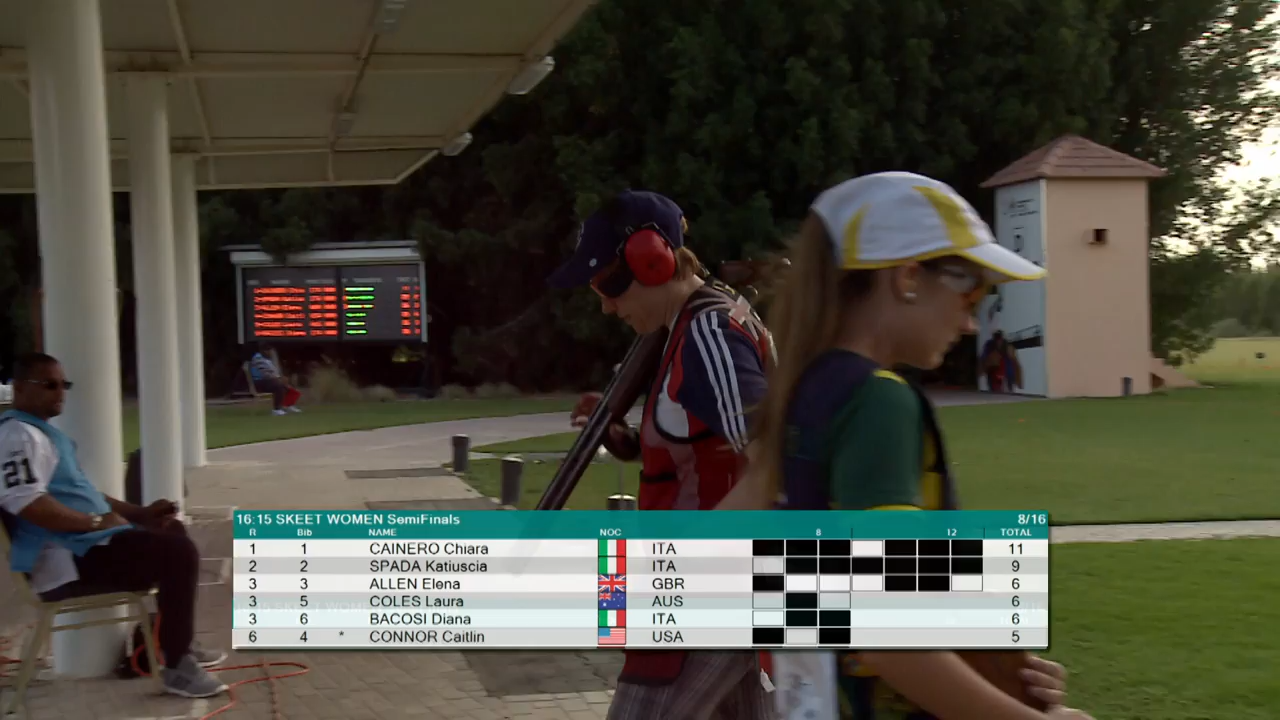 21
16:15 SKEET WOMEN SemiFinals 8/16
R Bib NAME NOC 8 12 TOTAL
1 1 CAINERO Chiara ITA 11
2 2 SPADA Katiuscia ITA 9
3 3 ALLEN Elena GBR 6
3 5 COLES Laura AUS 6
3 6 BACOSI Diana ITA 6
6 4 * CONNOR Caitlin USA 5